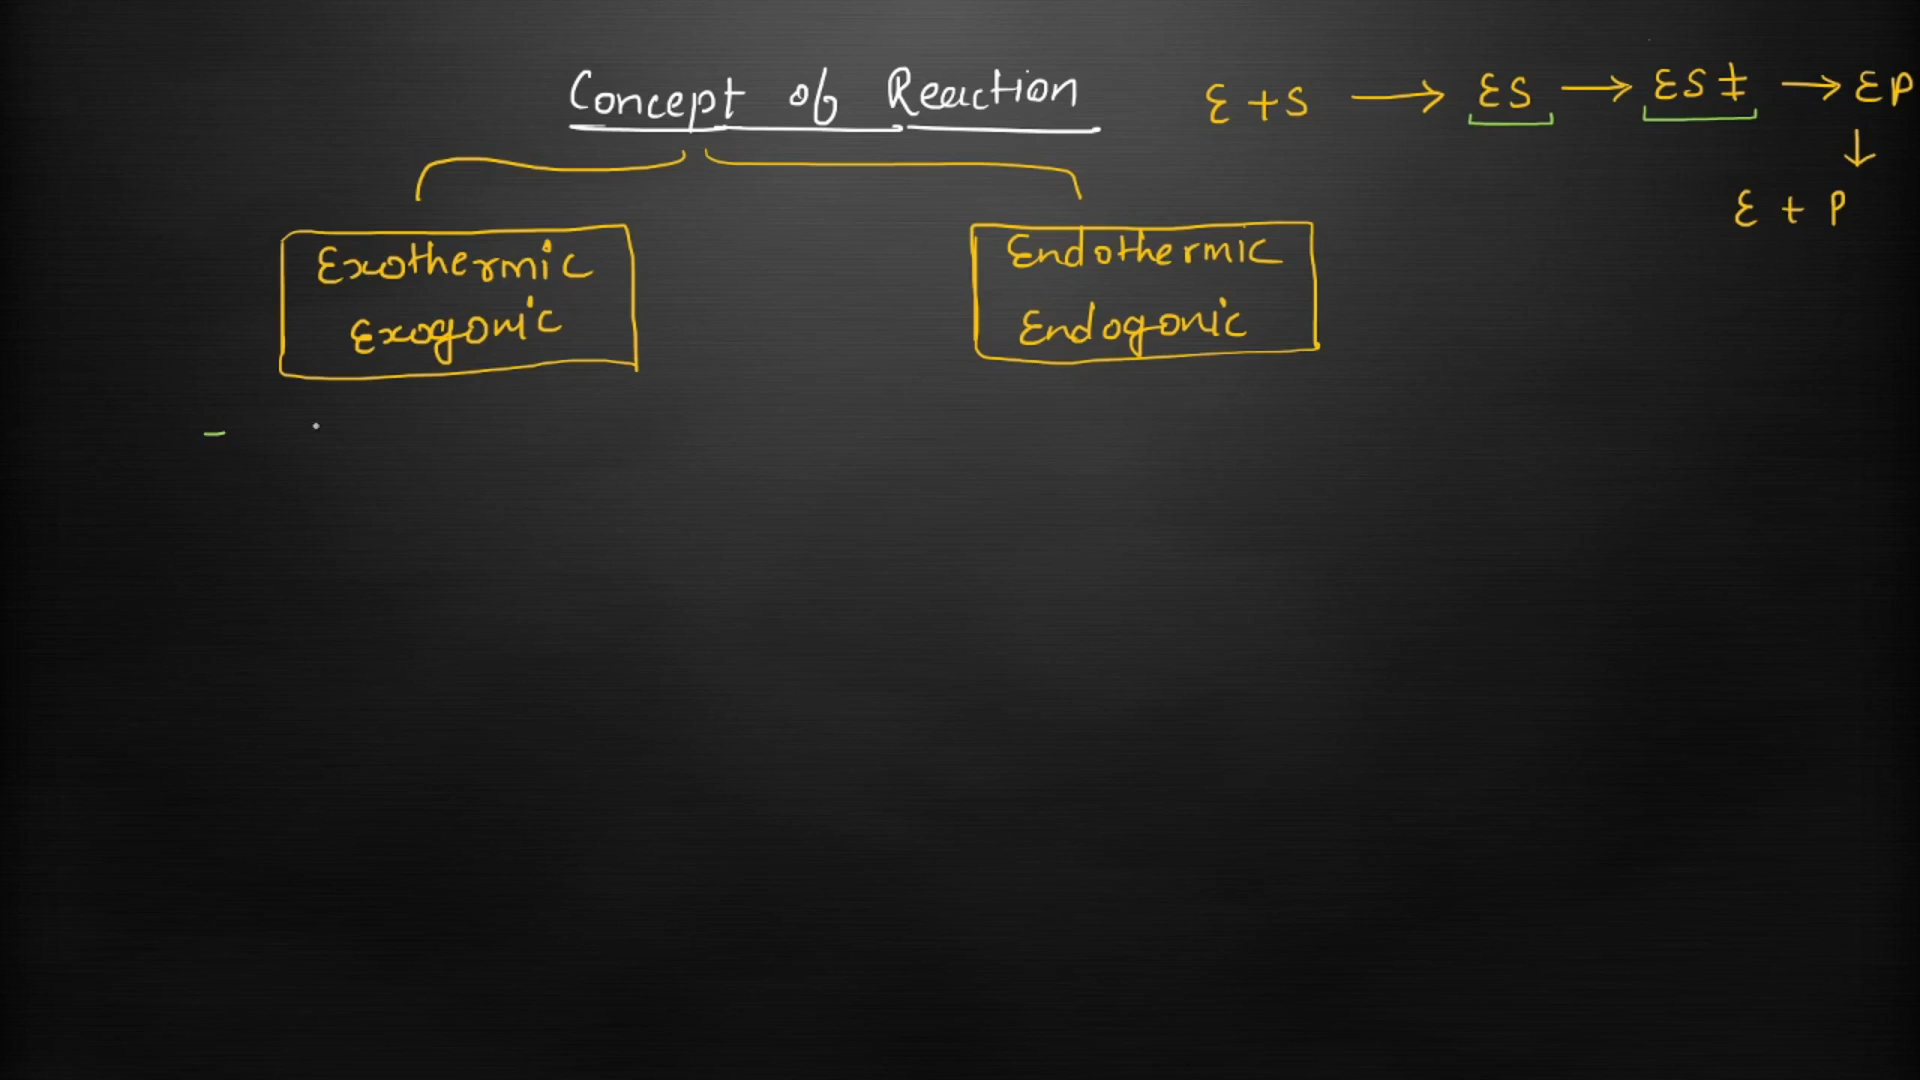 Concept of Reaction
E + S → ES → ES‡ → EP
↓
E + P
Exothermic
Exogonic
Endothermic
Endogonic
-